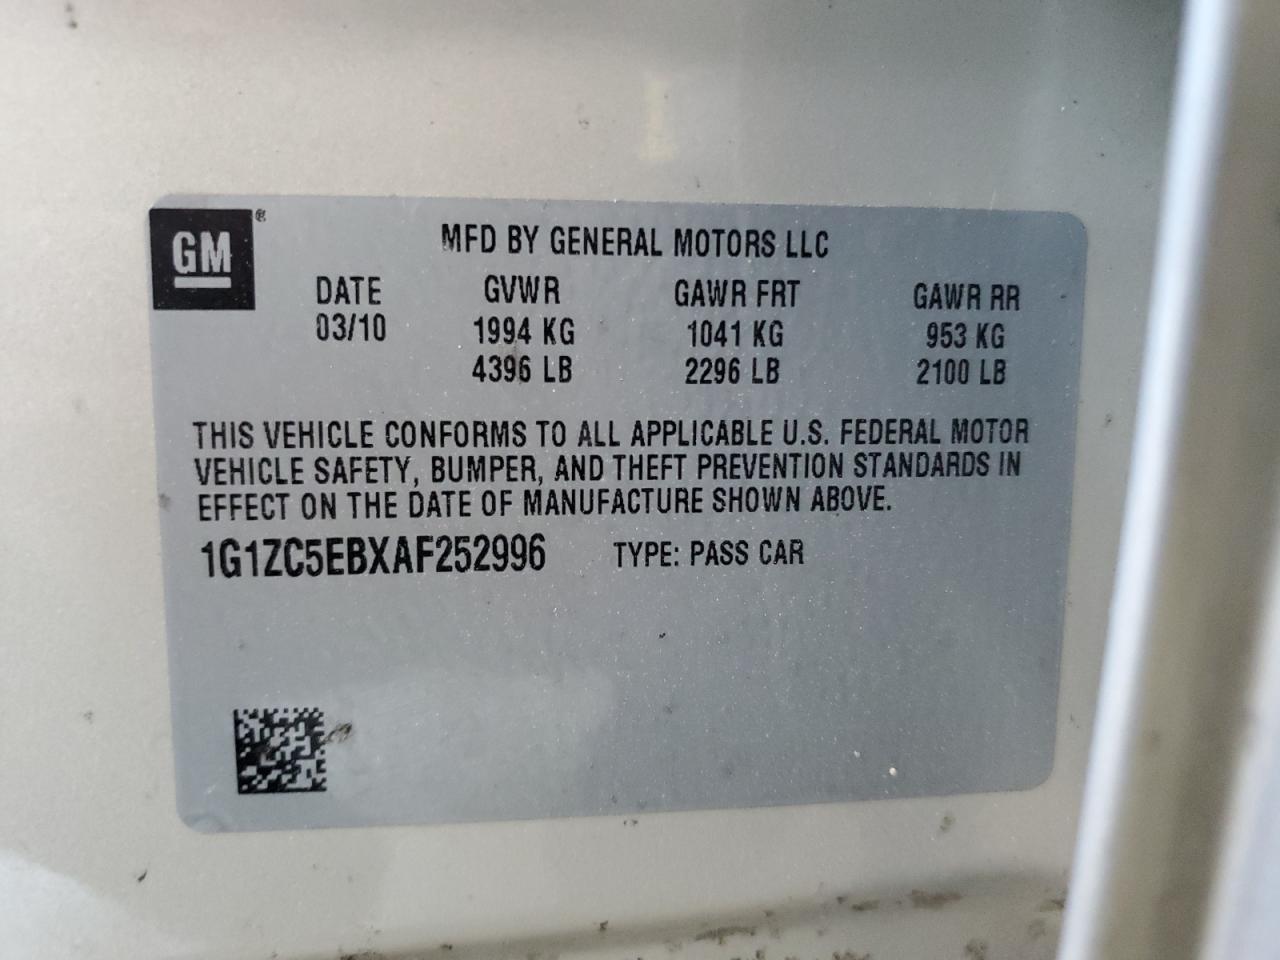 GM ®
MFD BY GENERAL MOTORS LLC
DATE GVWR GAWR FRT GAWR RR
03/10 1994 KG 1041 KG 953 KG
4396 LB 2296 LB 2100 LB
THIS VEHICLE CONFORMS TO ALL APPLICABLE U.S. FEDERAL MOTOR
VEHICLE SAFETY, BUMPER, AND THEFT PREVENTION STANDARDS IN
EFFECT ON THE DATE OF MANUFACTURE SHOWN ABOVE.
1G1ZC5EBXAF252996 TYPE: PASS CAR